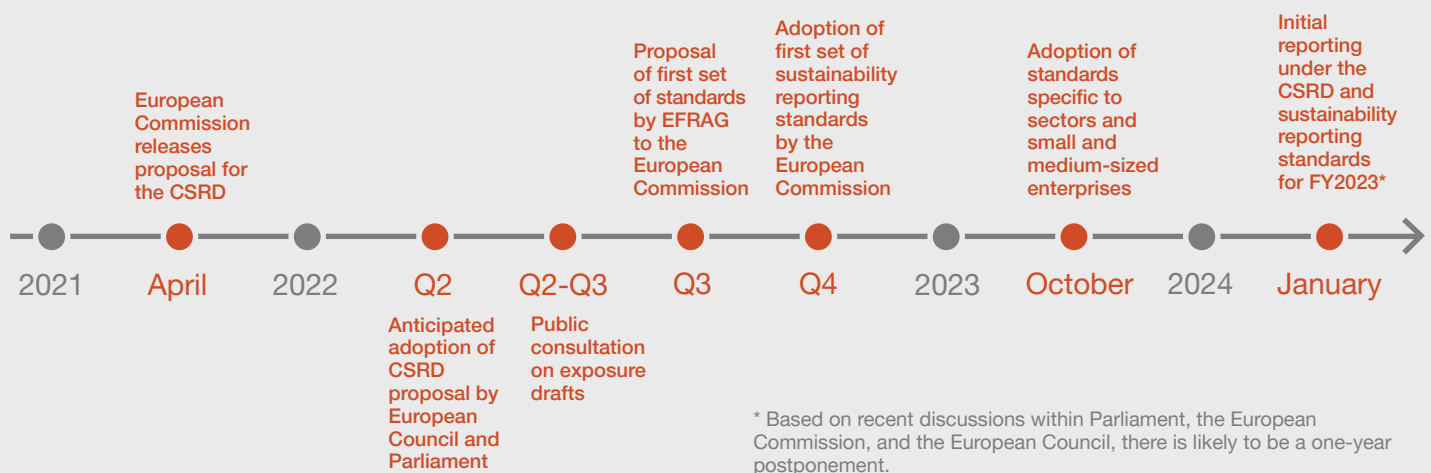 European
Commission
releases
proposal for
the CSRD
Proposal
of first set
of standards
by EFRAG
to the
European
Commission
Adoption of
first set of
sustainability
reporting
standards
by the
European
Commission
Adoption of
standards
specific to
sectors and
small and
medium-sized
enterprises
Initial
reporting
under the
CSRD and
sustainability
reporting
standards
for FY2023*
2021
April
2022
Q2
Q2-Q3
Q3
Q4
2023
October
2024
January
Anticipated
adoption of
CSRD
proposal by
European
Council and
Parliament
Public
consultation
on exposure
drafts
* Based on recent discussions within Parliament, the European
Commission, and the European Council, there is likely to be a one-year
postponement.